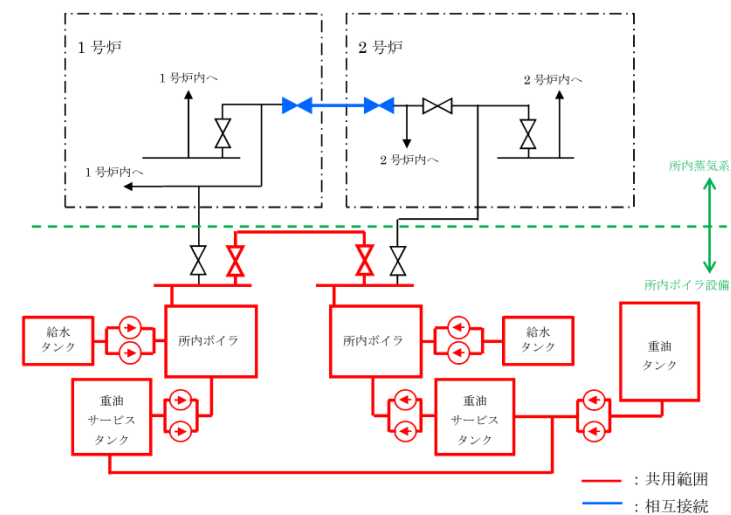 1号炉
2号炉
1号炉内へ
2号炉内へ
2号炉内へ
1号炉内へ
所内蒸気系
所内ボイラ設備
給水
タンク
所内ボイラ
所内ボイラ
給水
タンク
重油
タンク
重油
サービス
タンク
重油
サービス
タンク
：共用範囲
：相互接続